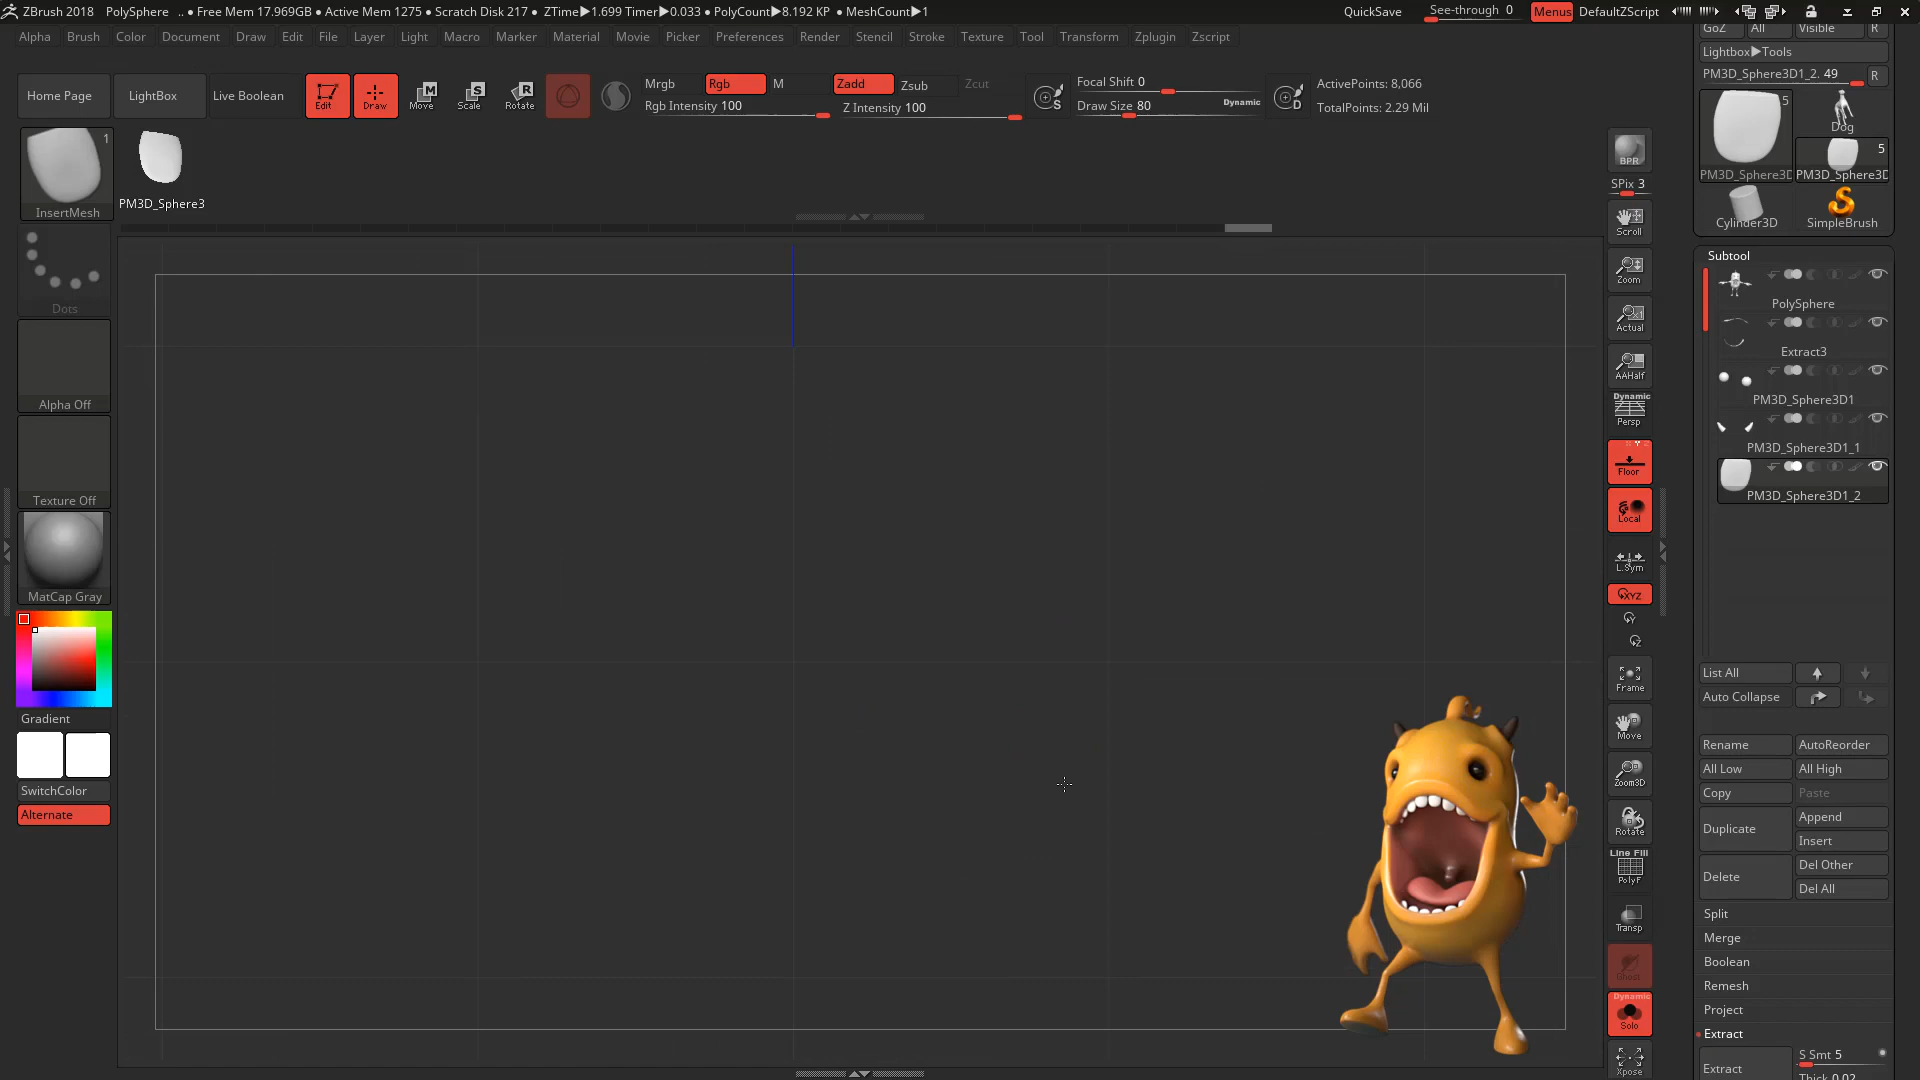 ZBrush 2018 PolySphere .. • Free Mem 17.969GB • Active Mem 1275 • Scratch Disk 217 • ZTime▶1.699 Timer▶0.033 • PolyCount▶8.192 KP • MeshCount▶1
QuickSave See-through 0 Menus DefaultZScript
Alpha Brush Color Document Draw Edit File Layer Light Macro Marker Material Movie Picker Preferences Render Stencil Stroke Texture Tool Transform Zplugin Zscript
Home Page LightBox Live Boolean Edit Draw Move Scale Rotate
Mrgb Rgb M Zadd Zsub Zcut
Rgb Intensity 100 Z Intensity 100
S Focal Shift 0
Draw Size 80 Dynamic D
ActivePoints: 8,066
TotalPoints: 2.29 Mil
1
InsertMesh
PM3D_Sphere3
Dots
Alpha Off
Texture Off
MatCap Gray
Gradient
SwitchColor
Alternate
BPR
SPix 3
Scroll
Zoom
Actual
AAHalf
Dynamic
Persp
Floor
Local
L.Sym
XYZ
Y
Z
Frame
Move
Zoom3D
Rotate
Line Fill
PolyF
Transp
Ghost
Dynamic
Solo
Xpose
GoZ All Visible R
Lightbox▶Tools
PM3D_Sphere3D1_2. 49 R
5
Dog
5
PM3D_Sphere3D PM3D_Sphere3D
Cylinder3D SimpleBrush
Subtool
PolySphere
Extract3
PM3D_Sphere3D1
PM3D_Sphere3D1_1
PM3D_Sphere3D1_2
List All
Auto Collapse
Rename AutoReorder
All Low All High
Copy Paste
Duplicate Append
Insert
Delete Del Other
Del All
Split
Merge
Boolean
Remesh
Project
Extract
Extract S Smt 5
Thick 0.02